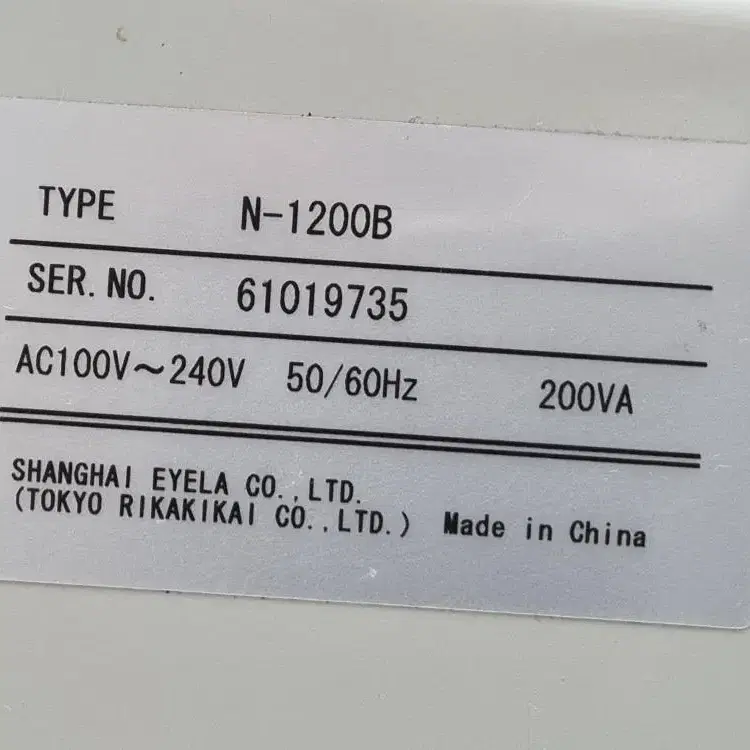 TYPE N-1200B
SER. NO. 61019735
AC100V～240V 50/60Hz 200VA
SHANGHAI EYELA CO.,LTD.
(TOKYO RIKAKIKAI CO.,LTD.) Made in China